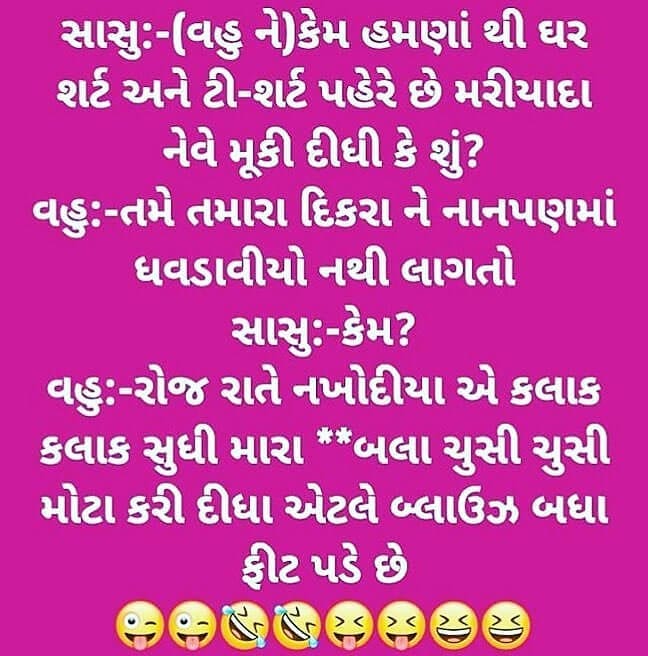 સાસુ:-(વહુ ને)કેમ હમણાં થી ઘર
શર્ટ અને ટી-શર્ટ પહેરે છે મરીયાદા
નેવે મૂકી દીધી કે શું?
વહુ:-તમે તમારા દિકરા ને નાનપણમાં
ધવડાવીયો નથી લાગતો
સાસુ:-કેમ?
વહુ:-રોજ રાતે નખોદીયા એ કલાક
કલાક સુધી મારા **બલા ચુસી ચુસી
મોટા કરી દીધા એટલે બ્લાઉઝ બધા
ફીટ પડે છે
😜😜🤣🤣😝😝😆😆